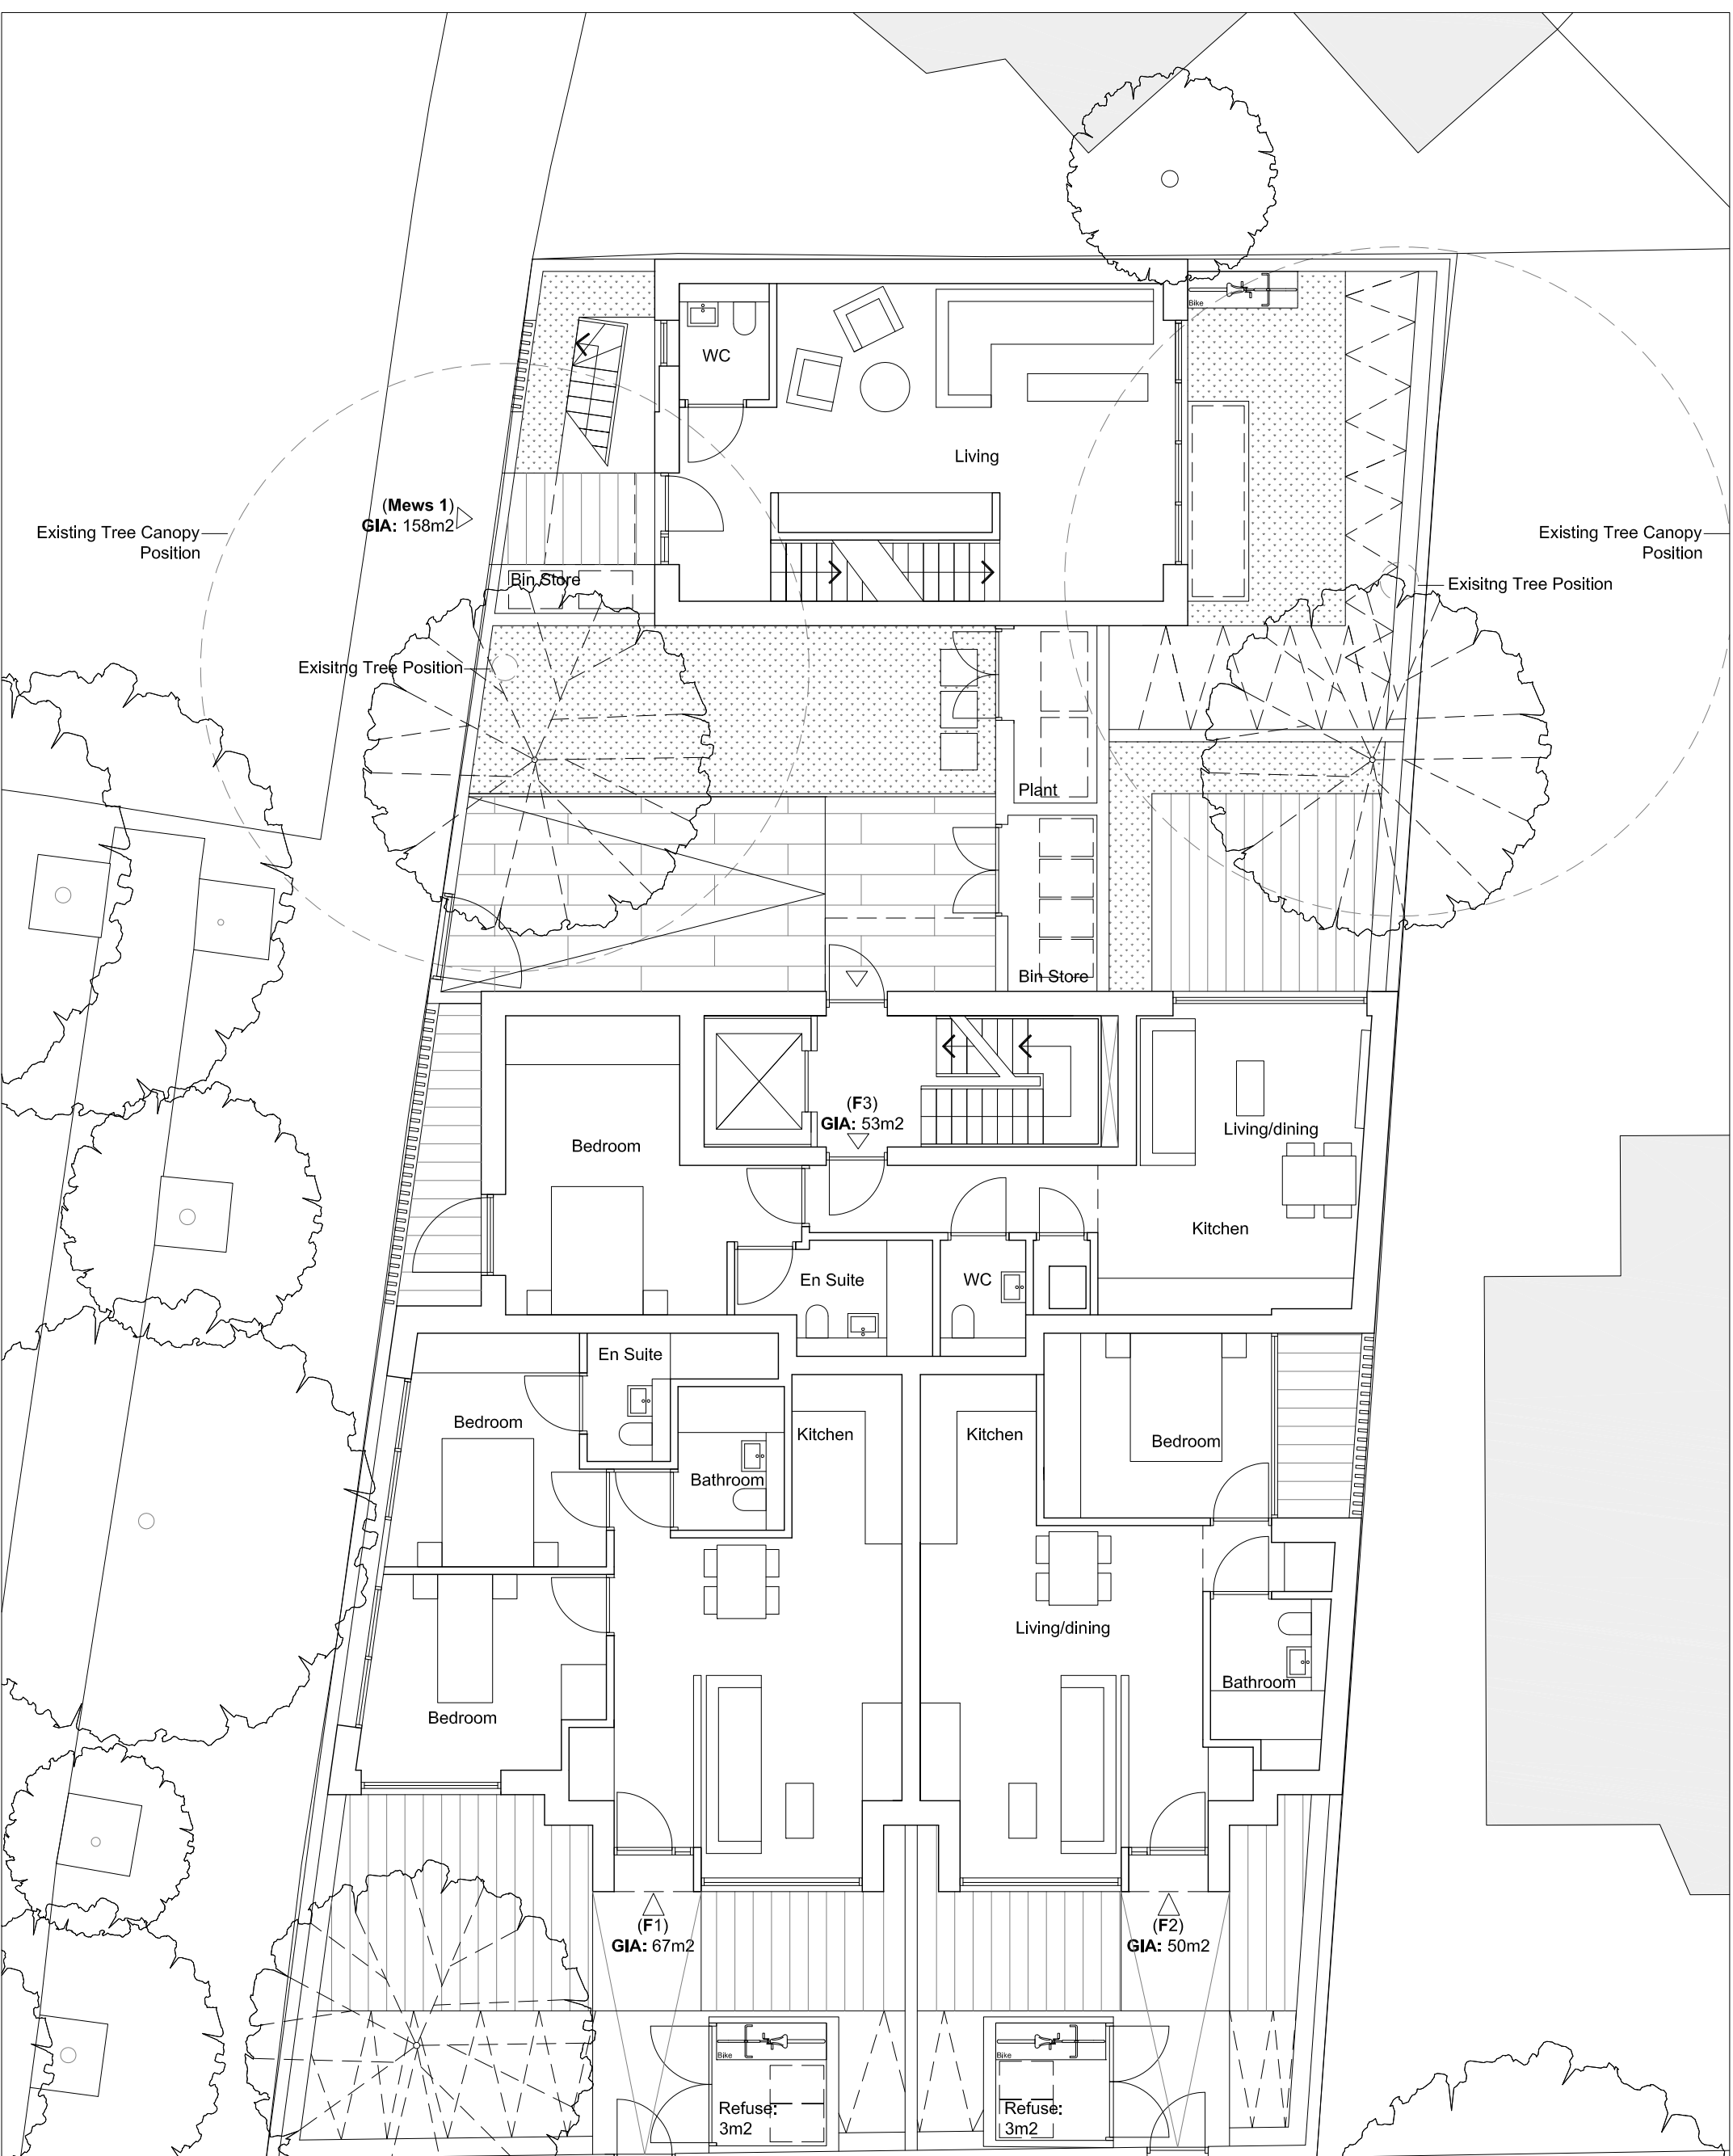 Bike
WC
Living
(Mews 1)
GIA: 158m2
Existing Tree Canopy
Position
Existing Tree Canopy
Position
Bin Store
Exisitng Tree Position
Exisitng Tree Position
Plant
Bin Store
(F3)
GIA: 53m2
Living/dining
Bedroom
Kitchen
En Suite
WC
En Suite
Bedroom
Kitchen
Kitchen
Bedroom
Bathroom
Living/dining
Bathroom
Bedroom
(F1)
GIA: 67m2
(F2)
GIA: 50m2
Bike
Bike
Refuse:
3m2
Refuse:
3m2